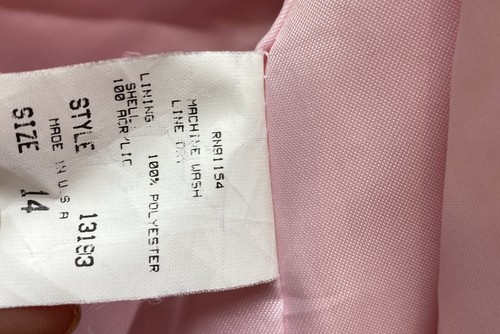 RN91154
MACHINE WASH
LINE DRY
LINING: 100% POLYESTER
SHELL:
100 ACRYLIC
STYLE 13193
MADE IN U S A
SIZE 14